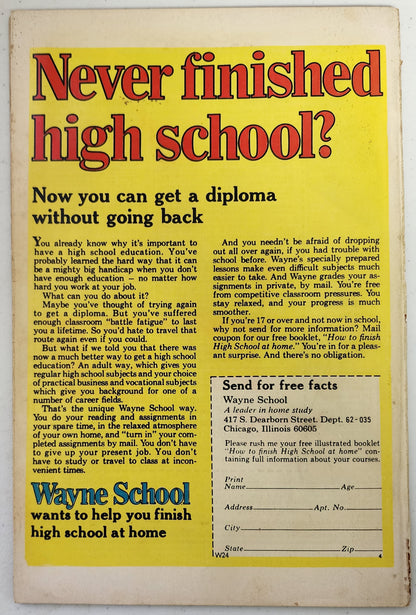 Never finished
high school?
Now you can get a diploma
without going back
You already know why it's important to
have a high school education. You've
probably learned the hard way that it can
be a mighty big handicap when you don't
have enough education – no matter how
hard you work at your job.
What can you do about it?
Maybe you've thought of trying again
to get a diploma. But you've suffered
enough classroom "battle fatigue" to last
you a lifetime. So you'd hate to travel that
route again even if you could.
But what if we told you that there was
now a much better way to get a high school
education? An adult way, which gives you
regular high school subjects and your choice
of practical business and vocational subjects
which give you background for one of a
number of career fields.
That's the unique Wayne School way.
You do your reading and assignments in
your spare time, in the relaxed atmosphere
of your own home, and "turn in" your com-
pleted assignments by mail. You don't have
to give up your present job. You don't
have to study or travel to class at incon-
venient times.
Wayne School
wants to help you finish
high school at home
And you needn't be afraid of dropping
out all over again, if you had trouble with
school before. Wayne's specially prepared
lessons make even difficult subjects much
easier to take. And Wayne grades your as-
signments in private, by mail. You're free
from competitive classroom pressures. You
stay relaxed, and your progress is much
smoother.
If you're 17 or over and not now in school,
why not send for more information? Mail
coupon for our free booklet, "How to finish
High School at home." You're in for a pleas-
ant surprise. And there's no obligation.
Send for free facts
Wayne School
A leader in home study
417 S. Dearborn Street. Dept. 62-035
Chicago, Illinois 60605
Please rush me your free illustrated booklet
"How to finish High School at home" con-
taining full information about your courses.
Print
Name Age
Address Apt. No.
City
State Zip
W24 4